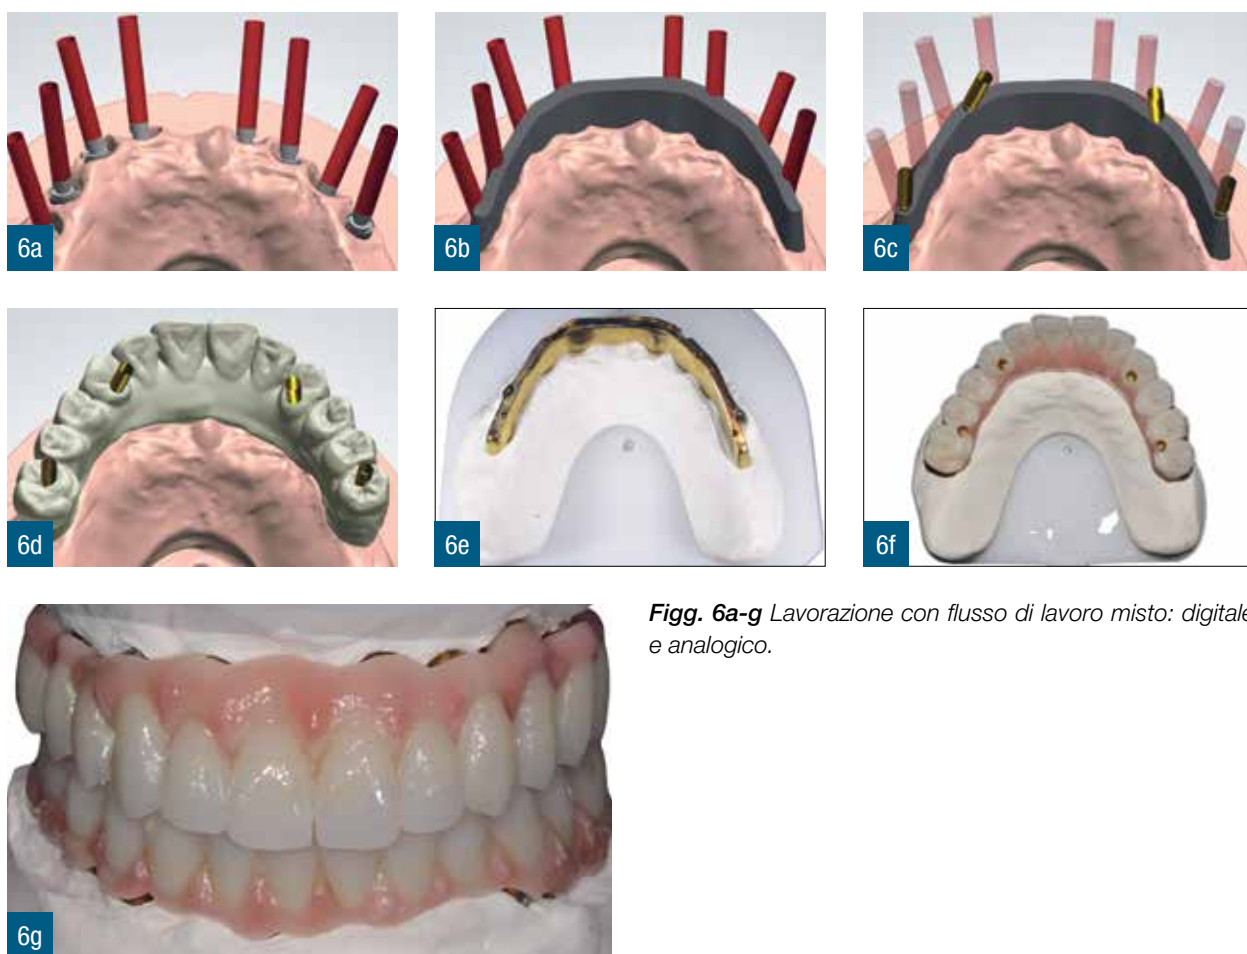 6a
6b
6c
6d
6e
6f
Figg. 6a-g Lavorazione con flusso di lavoro misto: digitale
e analogico.
6g